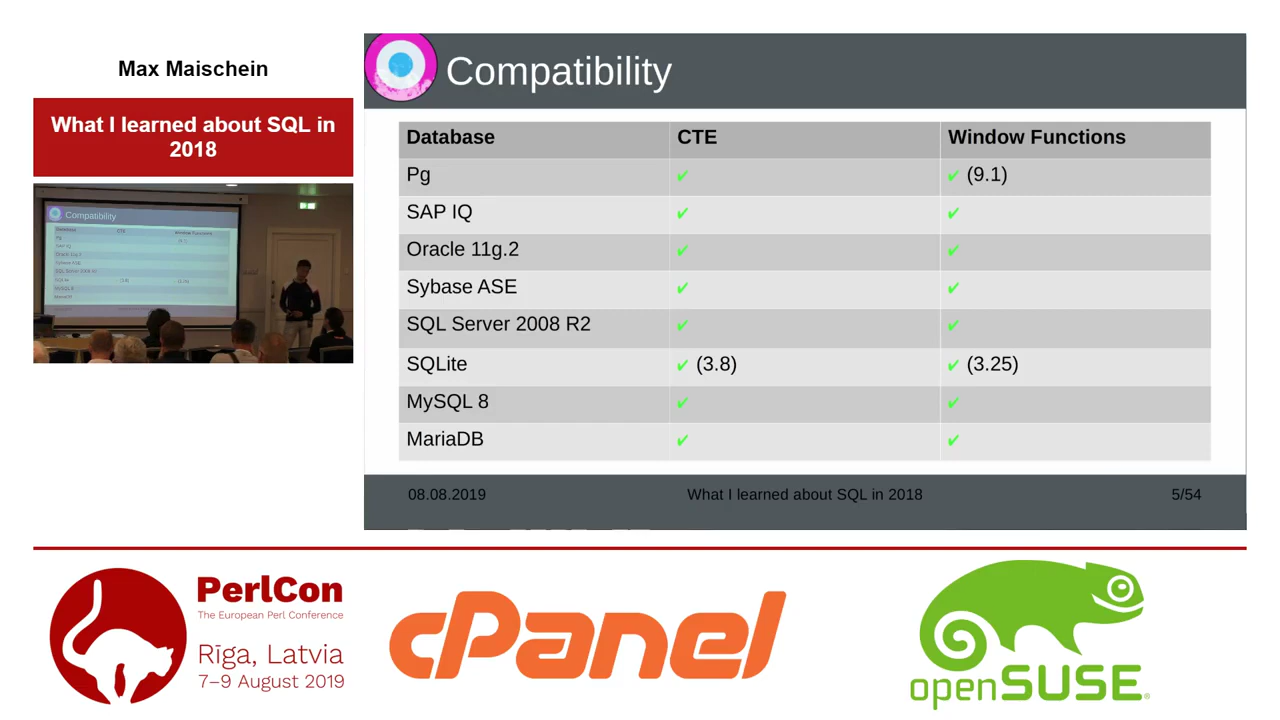 Max Maischein
What I learned about SQL in
2018
Compatibility
Database CTE Window Functions
Pg ✔ ✔ (9.1)
SAP IQ ✔ ✔
Oracle 11g.2 ✔ ✔
Sybase ASE ✔ ✔
SQL Server 2008 R2 ✔ ✔
SQLite ✔ (3.8) ✔ (3.25)
MySQL 8 ✔ ✔
MariaDB ✔ ✔
08.08.2019 What I learned about SQL in 2018 5/54
Compatibility
PerlCon
The European Perl Conference
Rīga, Latvia
7–9 August 2019
cPanel
openSUSE